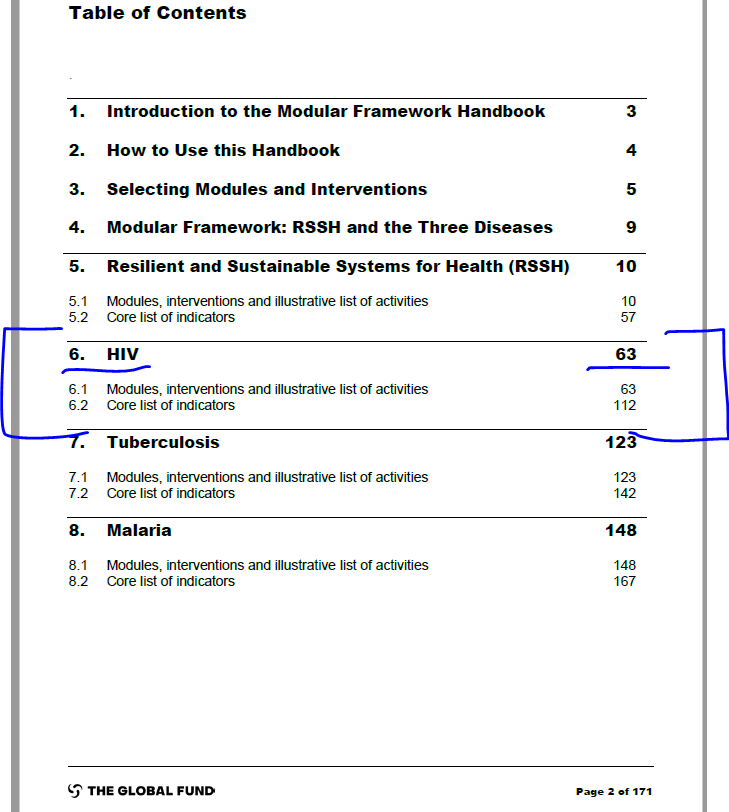 Table of Contents
1. Introduction to the Modular Framework Handbook 3
2. How to Use this Handbook 4
3. Selecting Modules and Interventions 5
4. Modular Framework: RSSH and the Three Diseases 9
5. Resilient and Sustainable Systems for Health (RSSH) 10
5.1 Modules, interventions and illustrative list of activities 10
5.2 Core list of indicators 57
6. HIV 63
6.1 Modules, interventions and illustrative list of activities 63
6.2 Core list of indicators 112
7. Tuberculosis 123
7.1 Modules, interventions and illustrative list of activities 123
7.2 Core list of indicators 142
8. Malaria 148
8.1 Modules, interventions and illustrative list of activities 148
8.2 Core list of indicators 167
THE GLOBAL FUND Page 2 of 171